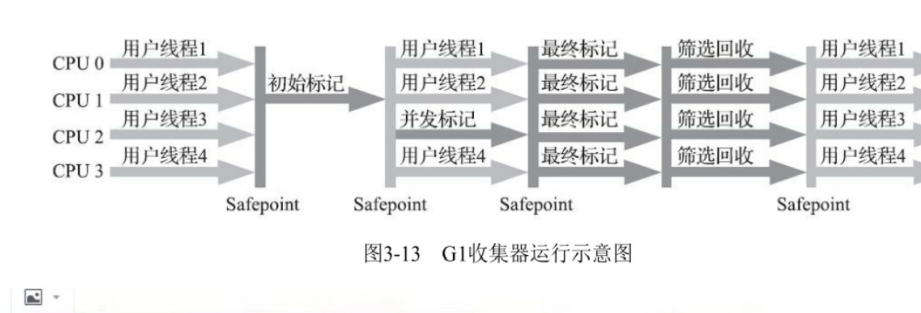 用户线程1 用户线程1 最终标记 筛选回收 用户线程1
CPU 0
用户线程2 初始标记 用户线程2 最终标记 筛选回收 用户线程2
CPU 1
用户线程3 并发标记 最终标记 筛选回收 用户线程3
CPU 2
用户线程4 用户线程4 最终标记 筛选回收 用户线程4
CPU 3
Safepoint Safepoint Safepoint Safepoint
图3-13 G1收集器运行示意图